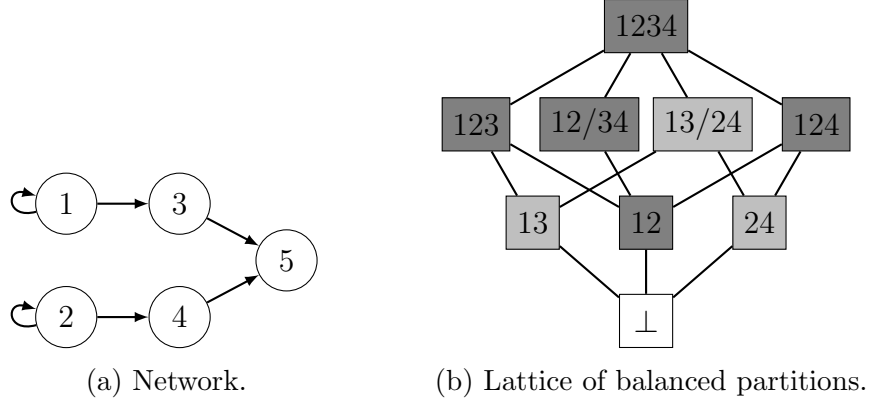 1234
123 12/34 13/24 124
1 3
13 12 24
5
2 4
⊥
(a) Network.
(b) Lattice of balanced partitions.